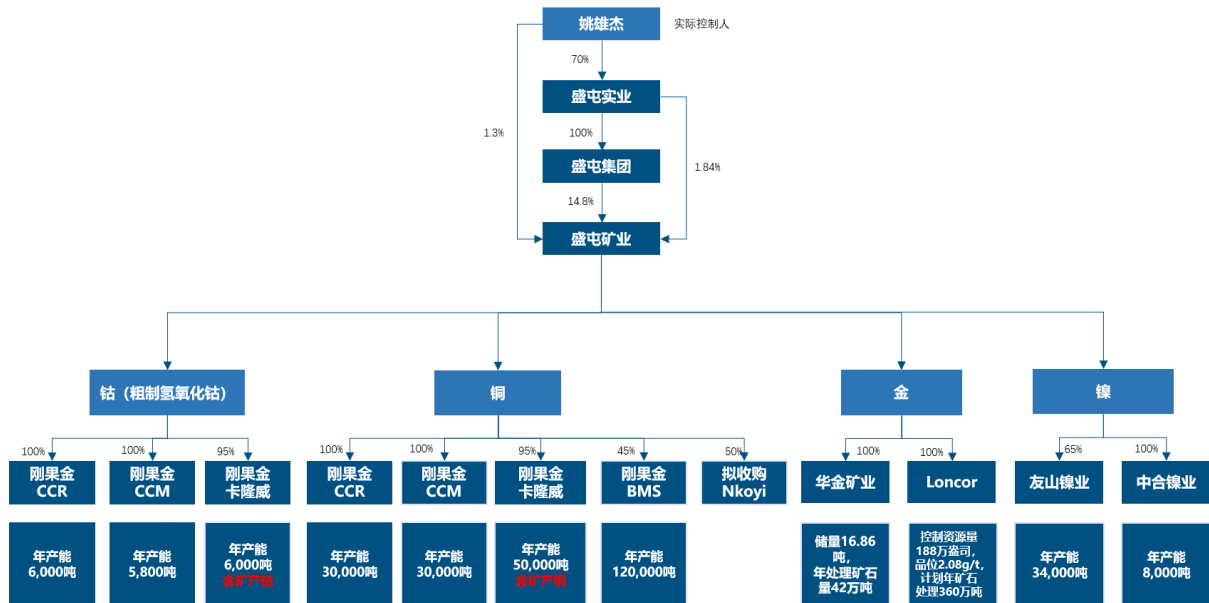 姚雄杰
实际控制人
70%
盛屯实业
1.3%
100%
盛屯集团
1.84%
14.8%
盛屯矿业
钴（粗制氢氧化钴）
铜
金
镍
100%
100%
95%
100%
100%
95%
45%
50%
100%
100%
65%
100%
刚果金
CCR
刚果金
CCM
刚果金
卡隆威
刚果金
CCR
刚果金
CCM
刚果金
卡隆威
刚果金
BMS
拟收购
Nkoyi
华金矿业
Loncor
友山镍业
中合镍业
年产能
6,000吨
年产能
5,800吨
年产能
6,000吨
含矿产钴
年产能
30,000吨
年产能
30,000吨
年产能
50,000吨
含矿产铜
年产能
120,000吨
储量16.86
吨，
年处理矿石
量42万吨
控制资源量
188万盎司，
品位2.08g/t，
计划年矿石
处理360万吨
年产能
34,000吨
年产能
8,000吨